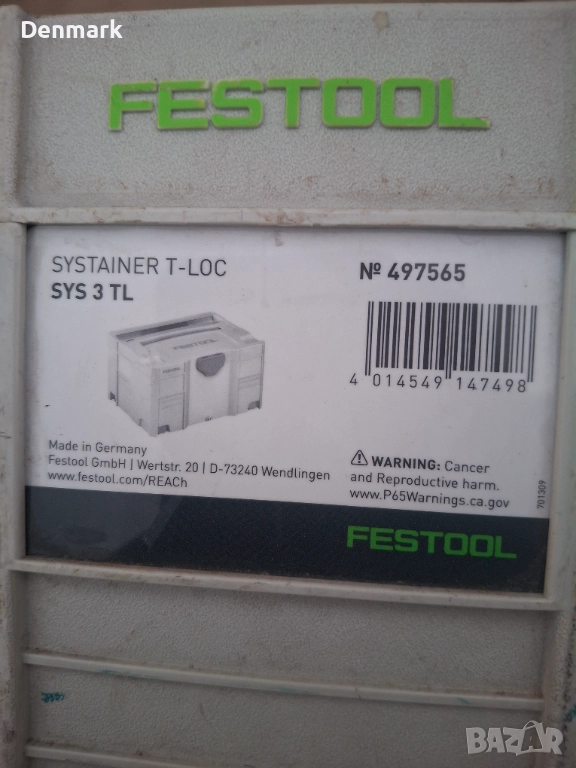 Denmark
FESTOOL
SYSTAINER T-LOC
SYS 3 TL
№ 497565
FESTOOL
4 014549 147498
Made in Germany
Festool GmbH | Wertstr. 20 | D-73240 Wendlingen
www.festool.com/REACh
WARNING: Cancer
and Reproductive harm.
www.P65Warnings.ca.gov
701309
FESTOOL
BAZAR